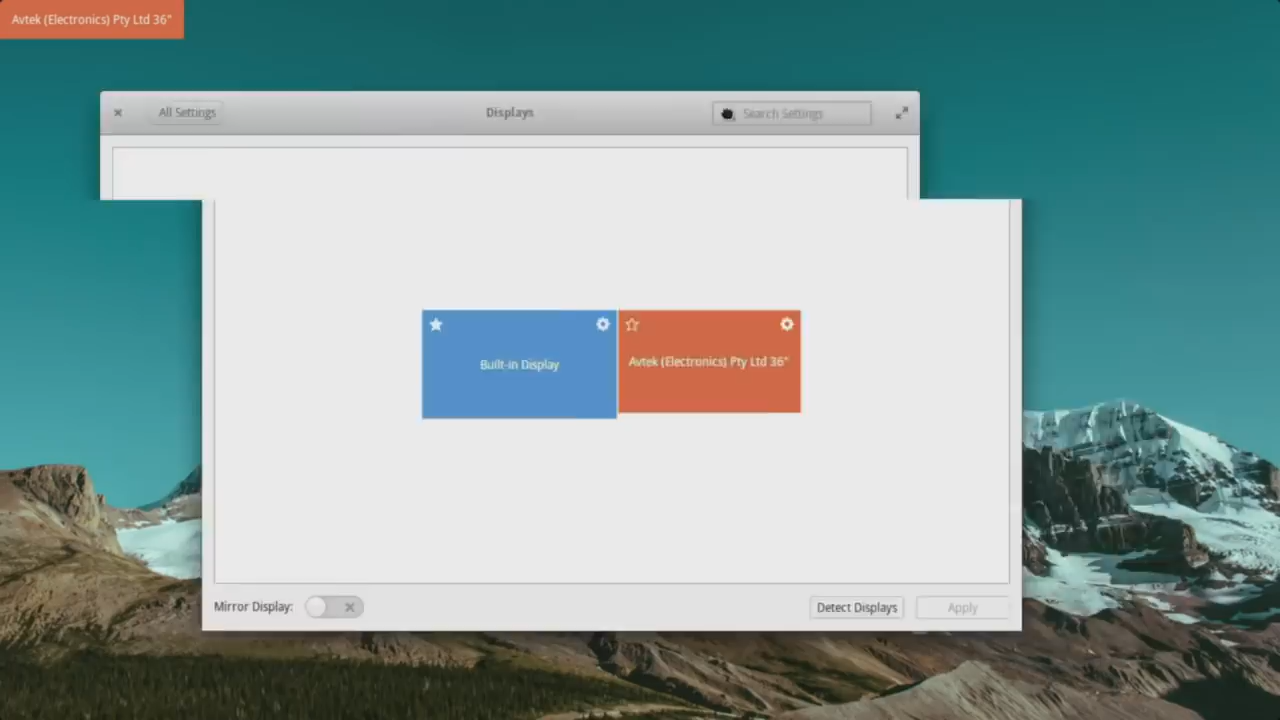 Avtek (Electronics) Pty Ltd 36"
All Settings
Displays
Search Settings
Built-in Display
Avtek (Electronics) Pty Ltd 36"
Mirror Display:
Detect Displays
Apply